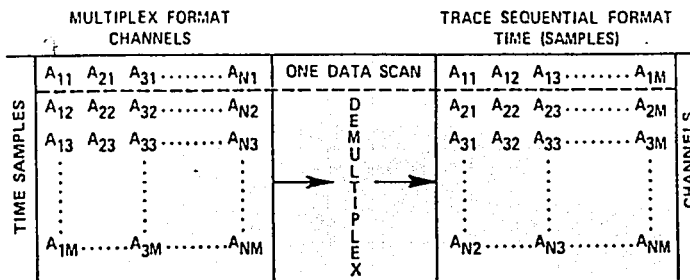 MULTIPLEX FORMAT
CHANNELS
TRACE SEQUENTIAL FORMAT
TIME (SAMPLES)
TIME SAMPLES
A11 A21 A31 ........ AN1
A12 A22 A32 ........ AN2
A13 A23 A33 ........ AN3
A1M ...... A3M ...... ANM
ONE DATA SCAN
DEMULTIPLEX
A11 A12 A13 ........ A1M
A21 A22 A23 ........ A2M
A31 A32 A33 ........ A3M
AN2 ...... AN3 ...... ANM
CHANNELS